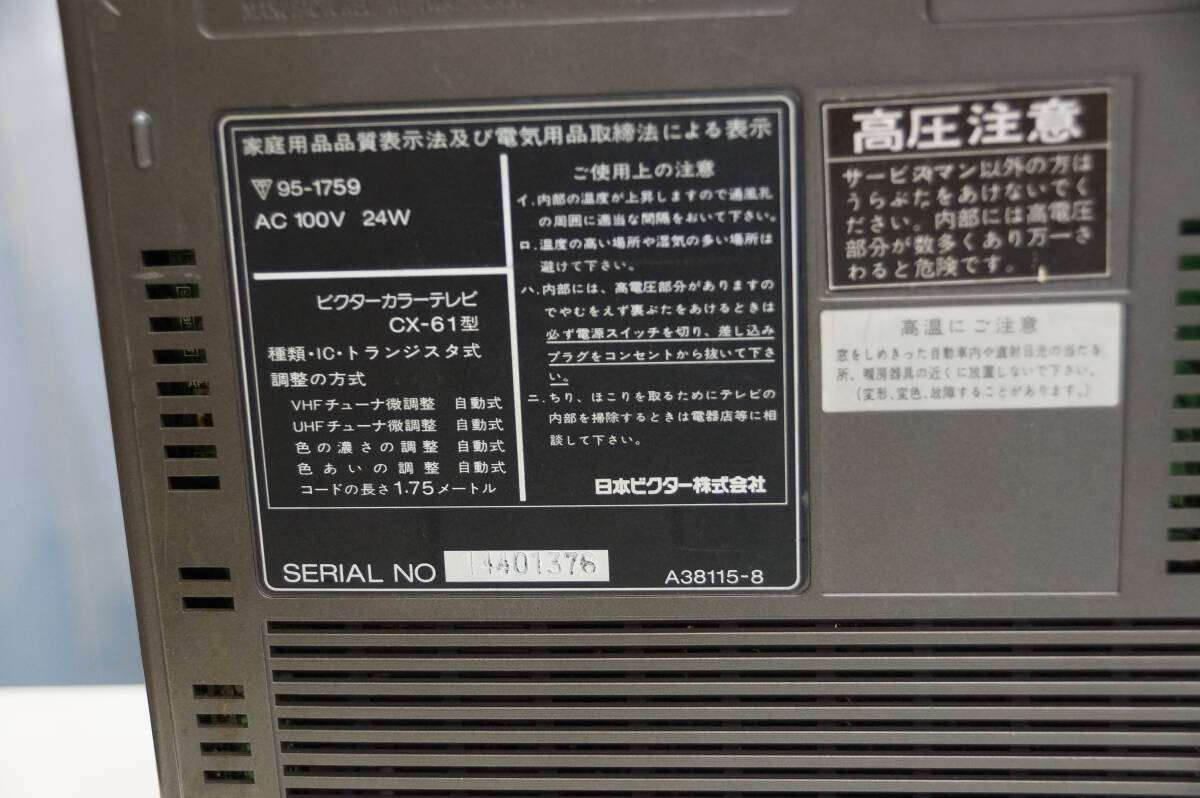 家庭用品品質表示法及び電気用品取締法による表示
95-1759
AC 100V 24W
ビクターカラーテレビ
CX-61型
種類・IC・トランジスタ式
調整の方式
VHFチューナ微調整 自動式
UHFチューナ微調整 自動式
色の濃さの調整 自動式
色あいの調整 自動式
コードの長さ1.75メートル
ご使用上の注意
イ.内部の温度が上昇しますので通風孔
の周囲に適当な間隔をおいて下さい。
ロ.温度の高い場所や湿気の多い場所は
避けて下さい。
ハ.内部には、高電圧部分がありますの
でやむをえず裏ぶたをあけるときは
必ず電源スイッチを切り、差し込み
プラグをコンセントから抜いて下さ
い。
ニ.ちり、ほこりを取るためにテレビの
内部を掃除するときは電器店等に相
談して下さい。
日本ビクター株式会社
SERIAL NO 14401376
A38115-8
高圧注意
サービスマン以外の方は
うらぶたをあけないでく
ださい。内部には高電圧
部分が数多くあり万一さ
わると危険です。
高温にご注意
窓をしめきった自動車内や直射日光の当たる
所、暖房器具の近くに放置しないで下さい。
(変形、変色、故障することがあります。)